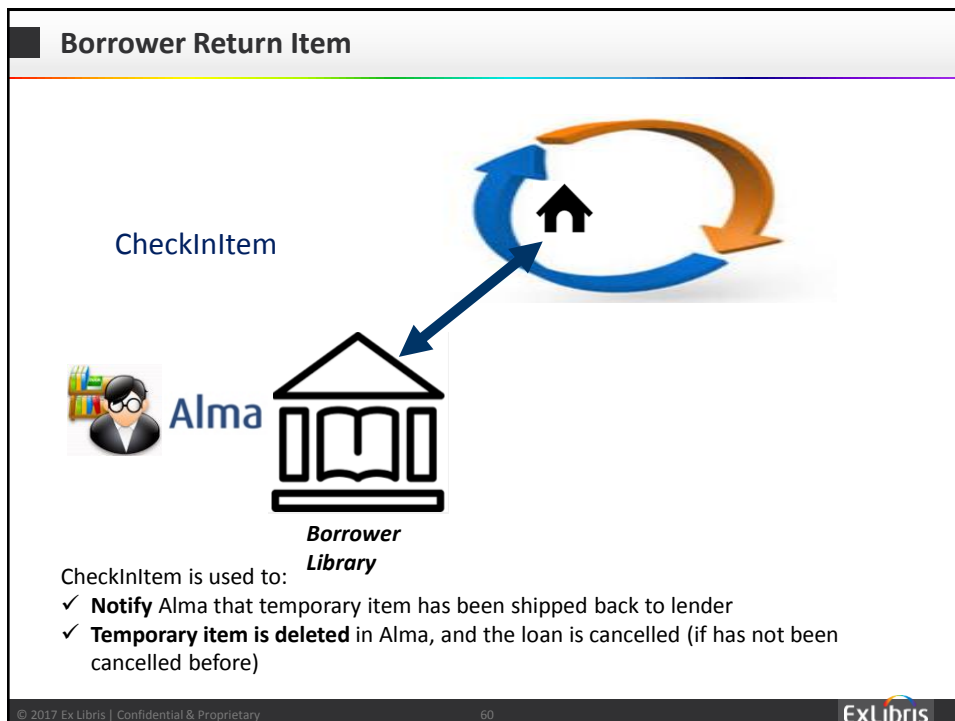 Borrower Return Item
CheckInItem
Alma
Borrower
Library
CheckInItem is used to:
✓ Notify Alma that temporary item has been shipped back to lender
✓ Temporary item is deleted in Alma, and the loan is cancelled (if has not been
cancelled before)
© 2017 Ex Libris | Confidential & Proprietary
60
ExLibris